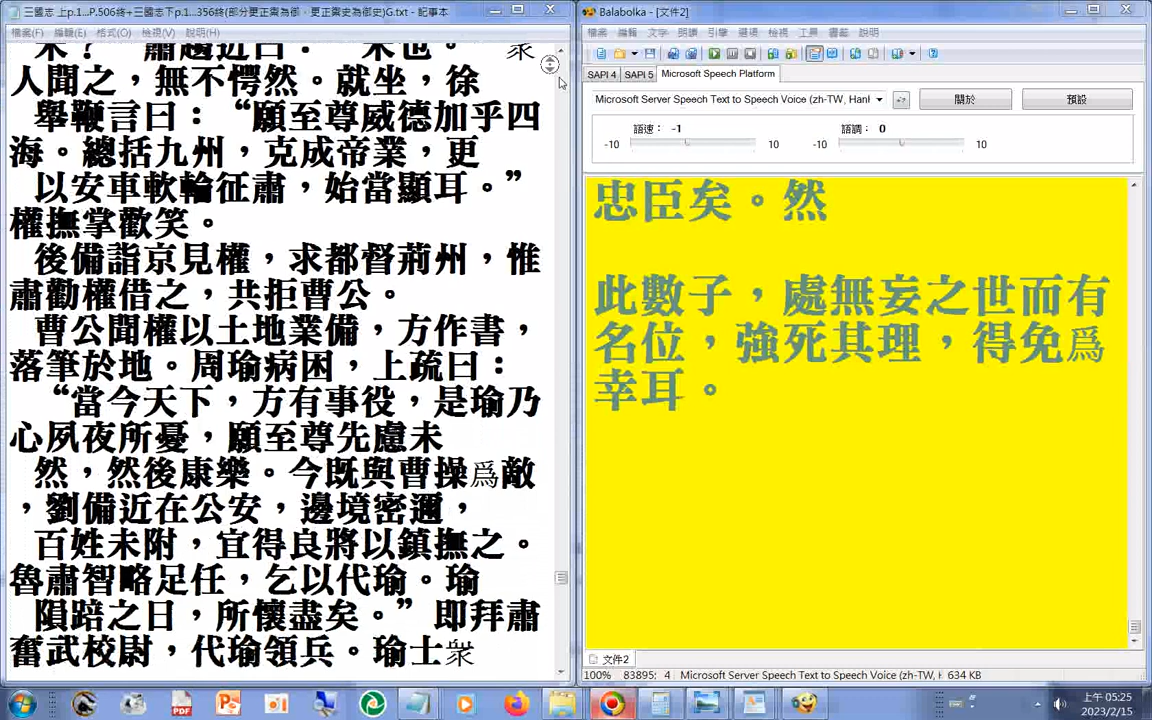 三國志 上p.1...P.506終+三國志下p.1...356終(部分更正禦為御、更正禦史為御史)G.txt - 記事本
檔案(F) 編輯(E) 格式(O) 檢視(V) 說明(H)
未？”肅趨近曰：“未也。”衆
人聞之，無不愕然。就坐，徐
舉鞭言曰：“願至尊威德加乎四
海。總括九州，克成帝業，更
以安車軟輪征肅，始當顯耳。”
權撫掌歡笑。
後備詣京見權，求都督荊州，惟
肅勸權借之，共拒曹公。
曹公聞權以土地業備，方作書，
落筆於地。周瑜病困，上疏曰：
“當今天下，方有事役，是瑜乃
心夙夜所憂，願至尊先慮未
然，然後康樂。今既與曹操爲敵
，劉備近在公安，邊境密邇，
百姓未附，宜得良將以鎮撫之。
魯肅智略足任，乞以代瑜。瑜
隕踣之日，所懷盡矣。”即拜肅
奮武校尉，代瑜領兵。瑜士衆
Balabolka - [文件2]
檔案 編輯 文字 朗讀 引擎 選項 檢視 工具 書籤 說明
SAPI 4 SAPI 5 Microsoft Speech Platform
Microsoft Server Speech Text to Speech Voice (zh-TW, Hanl
關於
預設
語速： -1
語調： 0
-10 10 -10 10
忠臣矣。然
此數子，處無妄之世而有
名位，強死其理，得免爲
幸耳。
文件2
100% 83895: 4 Microsoft Server Speech Text to Speech Voice (zh-TW, H 634 KB
上午 05:25
2023/2/15